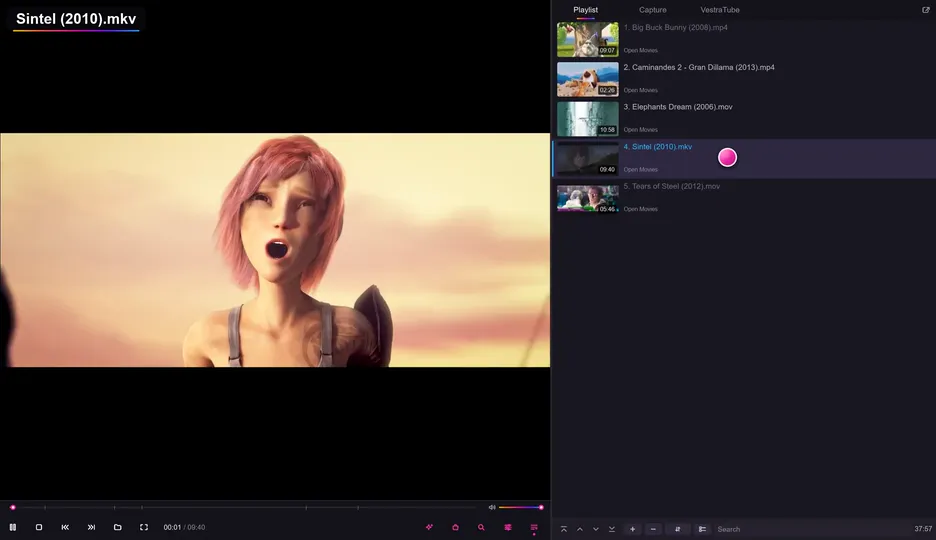 Sintel (2010).mkv
Playlist Capture VestraTube
1. Big Buck Bunny (2008).mp4
09:07
Open Movies
2. Caminandes 2 - Gran Dillama (2013).mp4
02:26
Open Movies
3. Elephants Dream (2006).mov
10:58
Open Movies
4. Sintel (2010).mkv
09:40
Open Movies
5. Tears of Steel (2012).mov
05:46
Open Movies
00:01 / 09:40
Search
37:57